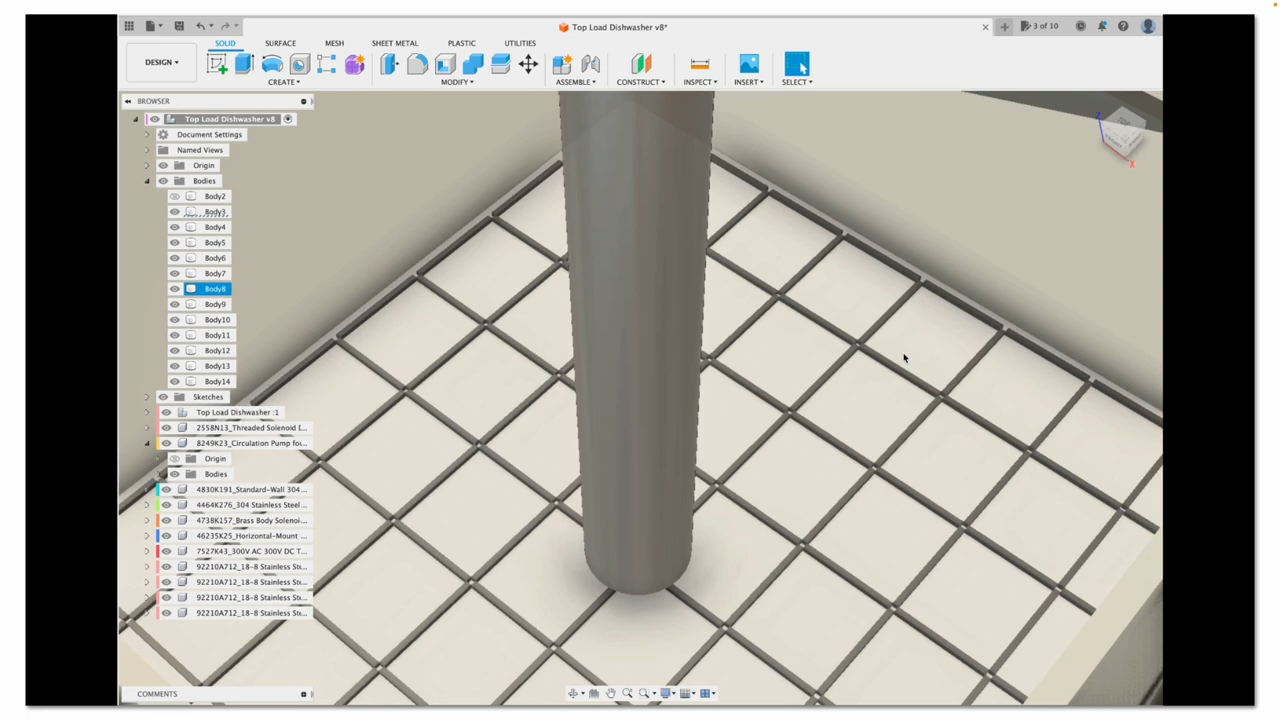 Top Load Dishwasher v8*
3 of 10
SOLID SURFACE MESH SHEET METAL PLASTIC UTILITIES
DESIGN
CREATE MODIFY ASSEMBLE CONSTRUCT INSPECT INSERT SELECT
BROWSER
Top Load Dishwasher v8
Document Settings
Named Views
Origin
Bodies
Body2
Body3
Body4
Body5
Body6
Body7
Body8
Body9
Body10
Body11
Body12
Body13
Body14
Sketches
Top Load Dishwasher :1
2558N13_Threaded Solenoid I...
8249K23_Circulation Pump fo...
Origin
Bodies
4830K191_Standard-Wall 304...
4464K276_304 Stainless Steel...
4738K157_Brass Body Solenoi...
46235K25_Horizontal-Mount ...
7527K43_300V AC 300V DC T...
92210A712_18-8 Stainless St...
92210A712_18-8 Stainless St...
92210A712_18-8 Stainless St...
92210A712_18-8 Stainless St...
COMMENTS
Z
X